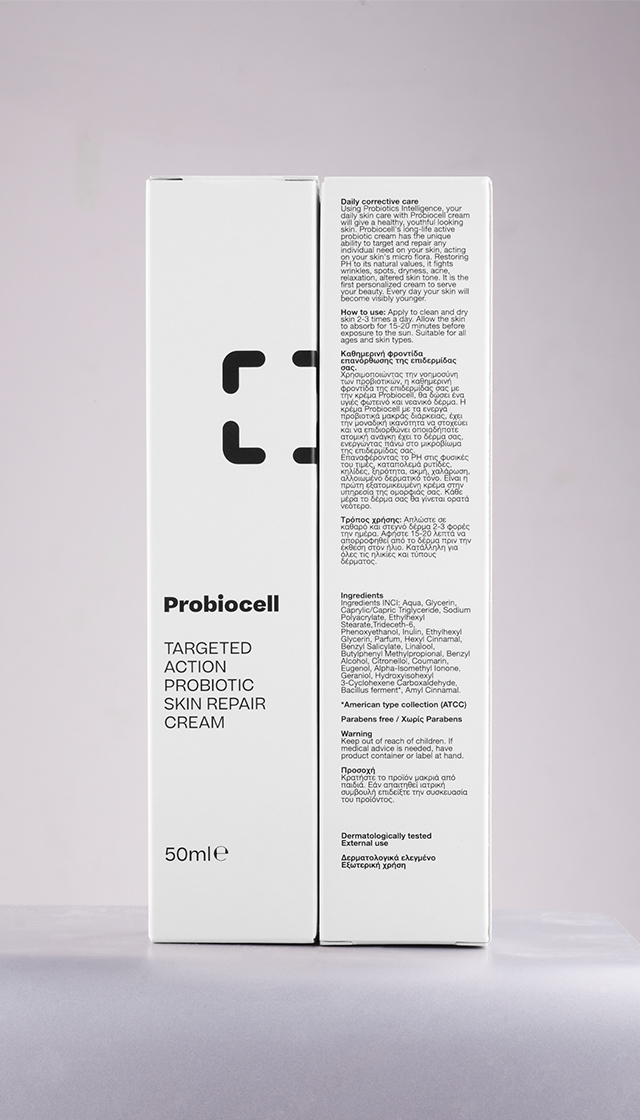 Probiocell
TARGETED
ACTION
PROBIOTIC
SKIN REPAIR
CREAM
50ml℮
Daily corrective care
Using Probiotics Intelligence, your
daily skin care with Probiocell cream
will give a healthy, youthful looking
skin. Probiocell's long-life active
probiotic cream has the unique
ability to target and repair any
individual need on your skin, acting
on your skin's micro flora. Restoring
PH to its natural values, it fights
wrinkles, spots, dryness, acne,
relaxation, altered skin tone. It is the
first personalized cream to serve
your beauty. Every day your skin will
become visibly younger.
How to use: Apply to clean and dry
skin 2-3 times a day. Allow the skin
to absorb for 15-20 minutes before
exposure to the sun. Suitable for all
ages and skin types.
Καθημερινή φροντίδα
επανόρθωσης της επιδερμίδας
σας.
Χρησιμοποιώντας την νοημοσύνη
των προβιοτικών, η καθημερινή
φροντίδα της επιδερμίδας σας με
την κρέμα Probiocell, θα δώσει ένα
υγιές φωτεινό και νεανικό δέρμα. Η
κρέμα Probiocell με τα ενεργά
προβιοτικά μακράς διάρκειας, έχει
την μοναδική ικανότητα να στοχεύει
και να επιδιορθώνει οποιαδήποτε
ατομική ανάγκη έχει το δέρμα σας,
ενεργώντας πάνω στο μικροβίωμα
της επιδερμίδας σας.
Επαναφέροντας το PH στις φυσικές
του τιμές, καταπολεμά ρυτίδες,
κηλίδες, ξηρότητα, ακμή, χαλάρωση,
αλλοιωμένο δερματικό τόνο. Είναι η
πρώτη εξατομικευμένη κρέμα στην
υπηρεσία της ομορφιάς σας. Κάθε
μέρα το δέρμα σας θα γίνεται ορατά
νεότερο.
Τρόπος χρήσης: Απλώστε σε
καθαρό και στεγνό δέρμα 2-3 φορές
την ημέρα. Αφήστε 15-20 λεπτά να
απορροφηθεί από το δέρμα πριν την
έκθεση στον ήλιο. Κατάλληλη για
όλες τις ηλικίες και τύπους
δέρματος.
Ingredients
Ingredients INCI: Aqua, Glycerin,
Caprylic/Capric Triglyceride, Sodium
Polyacrylate, Ethylhexyl
Stearate,Trideceth-6,
Phenoxyethanol, Inulin, Ethylhexyl
Glycerin, Parfum, Hexyl Cinnamal,
Benzyl Salicylate, Linalool,
Butylphenyl Methylpropional, Benzyl
Alcohol, Citronellol, Coumarin,
Eugenol, Alpha-Isomethyl Ionone,
Geraniol, Hydroxyisohexyl
3-Cyclohexene Carboxaldehyde,
Bacillus ferment*, Amyl Cinnamal.
*American type collection (ATCC)
Parabens free / Χωρίς Parabens
Warning
Keep out of reach of children. If
medical advice is needed, have
product container or label at hand.
Προσοχή
Κρατήστε το προϊόν μακριά από
παιδιά. Εάν απαιτηθεί ιατρική
συμβουλή επιδείξτε την συσκευασία
του προϊόντος.
Dermatologically tested
External use
Δερματολογικά ελεγμένο
Εξωτερική χρήση